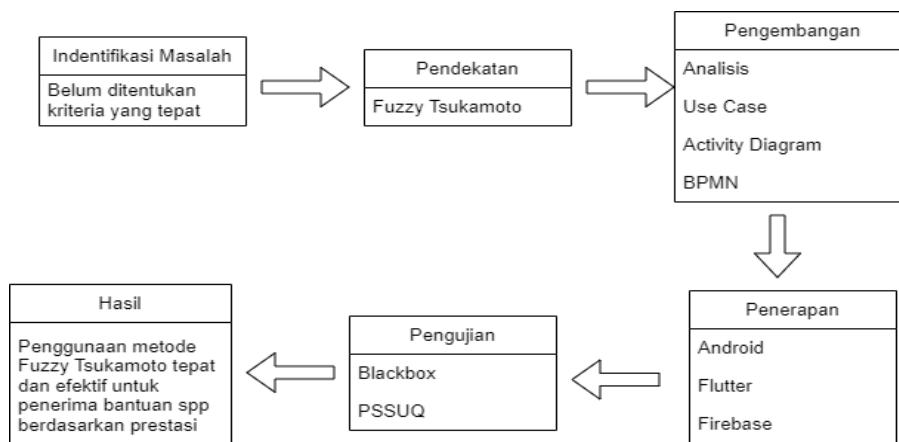 Indentifikasi Masalah
Belum ditentukan
kriteria yang tepat
Pendekatan
Fuzzy Tsukamoto
Pengembangan
Analisis
Use Case
Activity Diagram
BPMN
Penerapan
Android
Flutter
Firebase
Pengujian
Blackbox
PSSUQ
Hasil
Penggunaan metode
Fuzzy Tsukamoto tepat
dan efektif untuk
penerima bantuan spp
berdasarkan prestasi